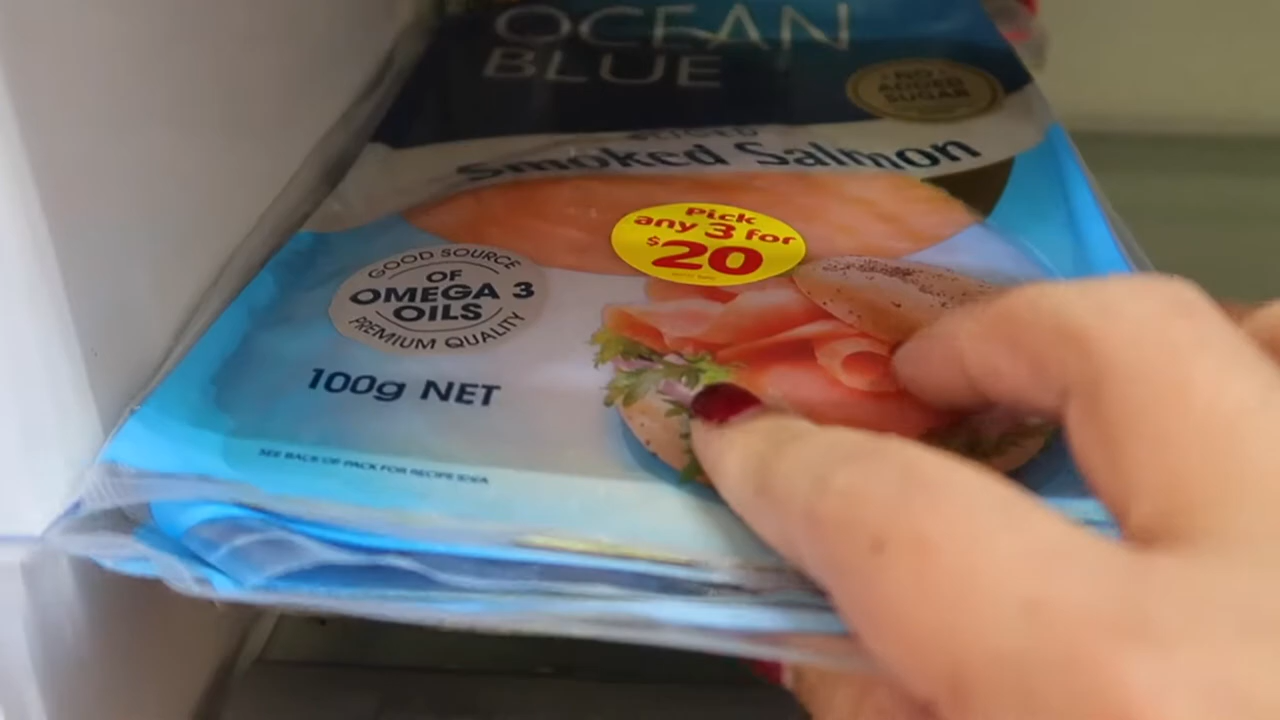 OCEAN
BLUE
NO
ADDED
SUGAR
SLICED
Smoked Salmon
Pick
any 3 for
$20
GOOD SOURCE
OF
OMEGA 3
OILS
PREMIUM QUALITY
100g NET
SEE BACK OF PACK FOR RECIPE IDEA